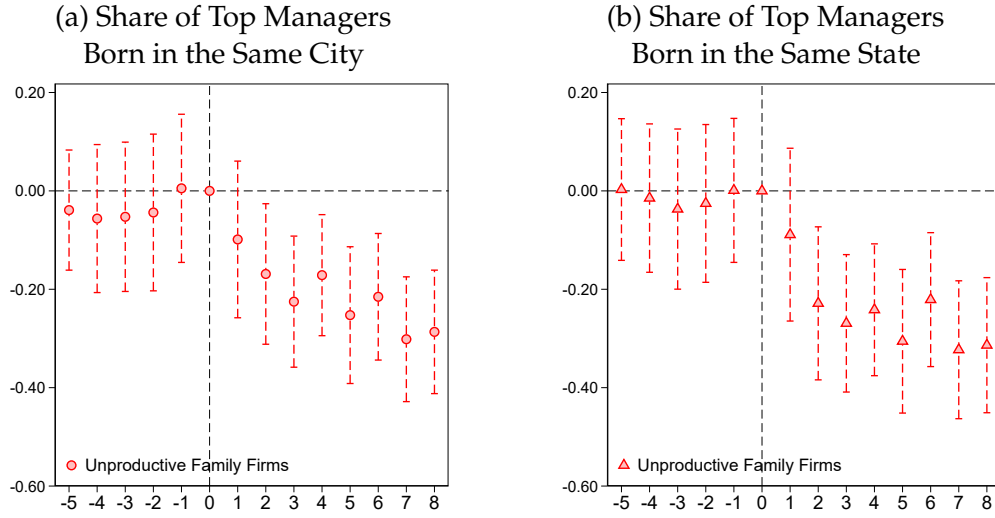 (a) Share of Top Managers
Born in the Same City
0.20
0.00
-0.20
-0.40
-0.60
Unproductive Family Firms
-5 -4 -3 -2 -1 0 1 2 3 4 5 6 7 8
(b) Share of Top Managers
Born in the Same State
0.20
0.00
-0.20
-0.40
-0.60
Unproductive Family Firms
-5 -4 -3 -2 -1 0 1 2 3 4 5 6 7 8